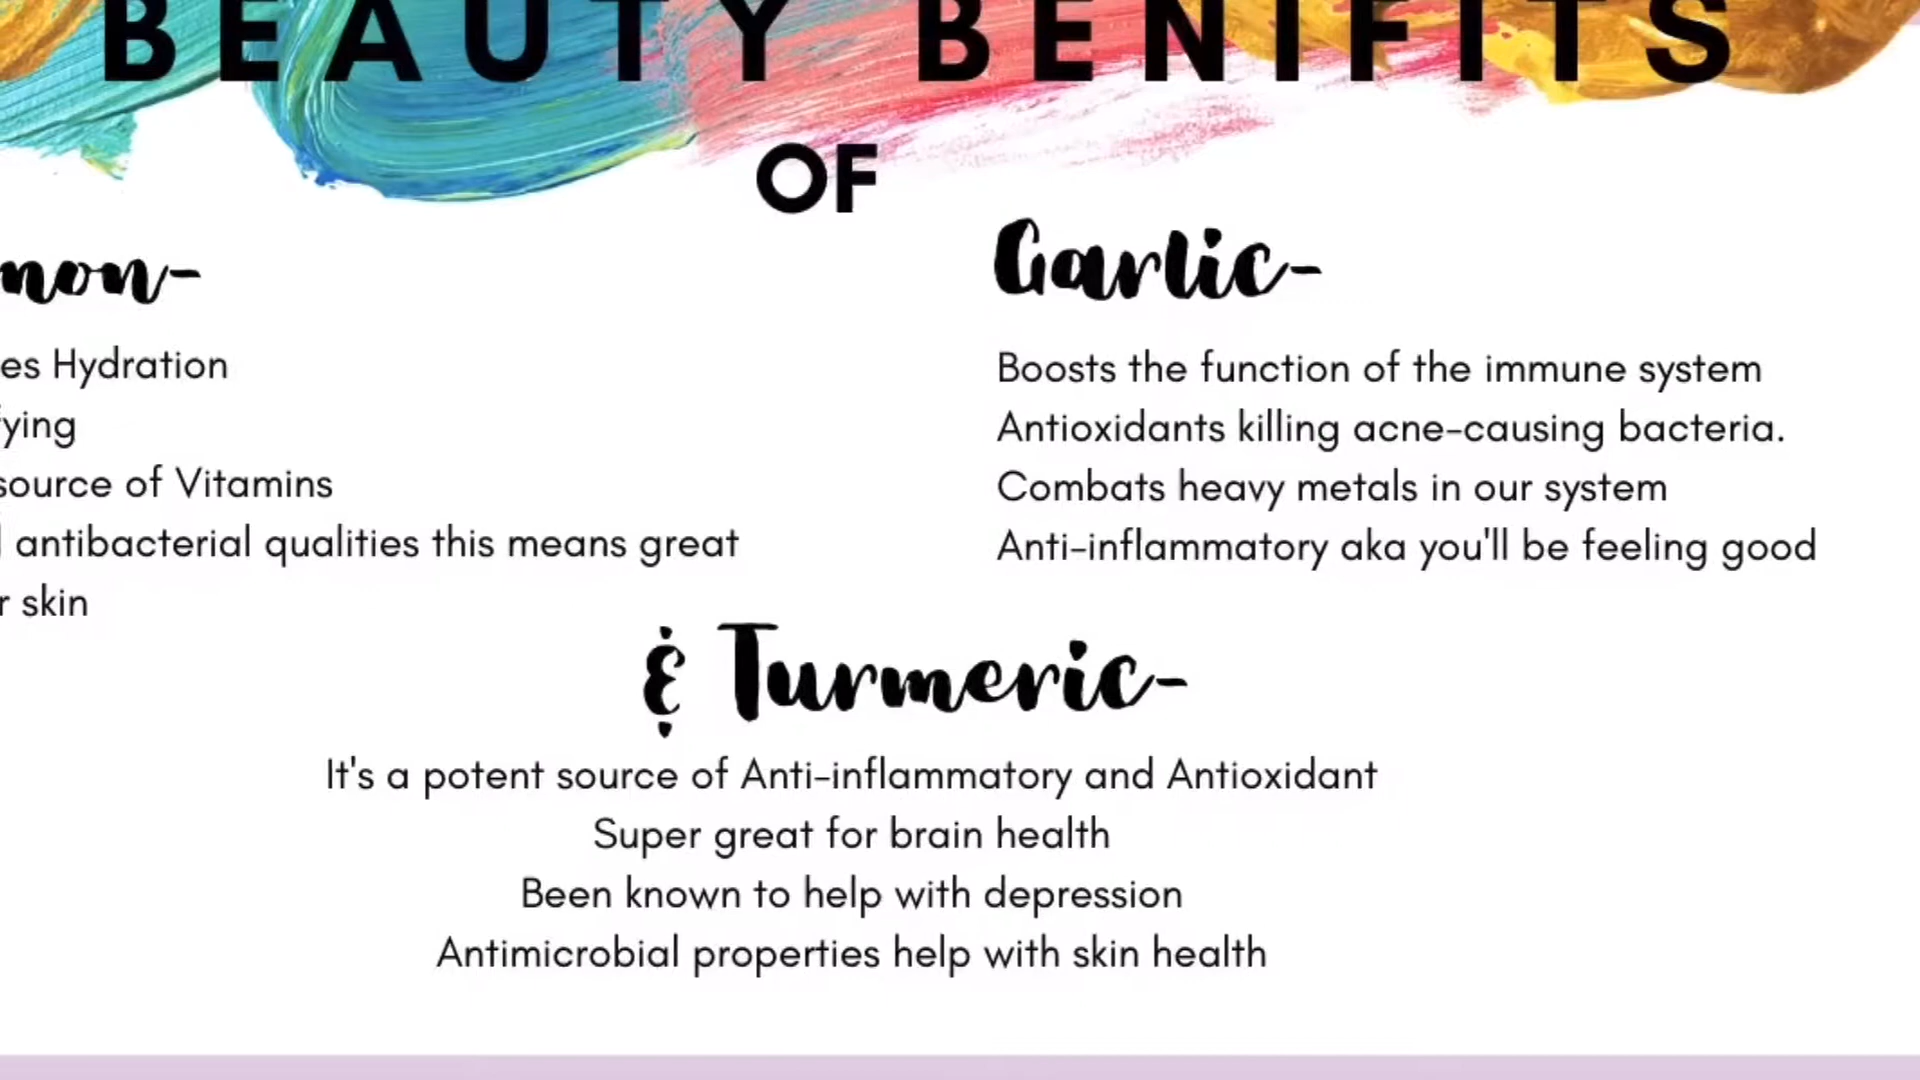 BEAUTY BENIFITS
OF
Hydration
source of Vitamins
antibacterial qualities this means great
skin
Garlic-
Boosts the function of the immune system
Antioxidants killing acne-causing bacteria.
Combats heavy metals in our system
Anti-inflammatory aka you'll be feeling good
& Turmeric-
It's a potent source of Anti-inflammatory and Antioxidant
Super great for brain health
Been known to help with depression
Antimicrobial properties help with skin health